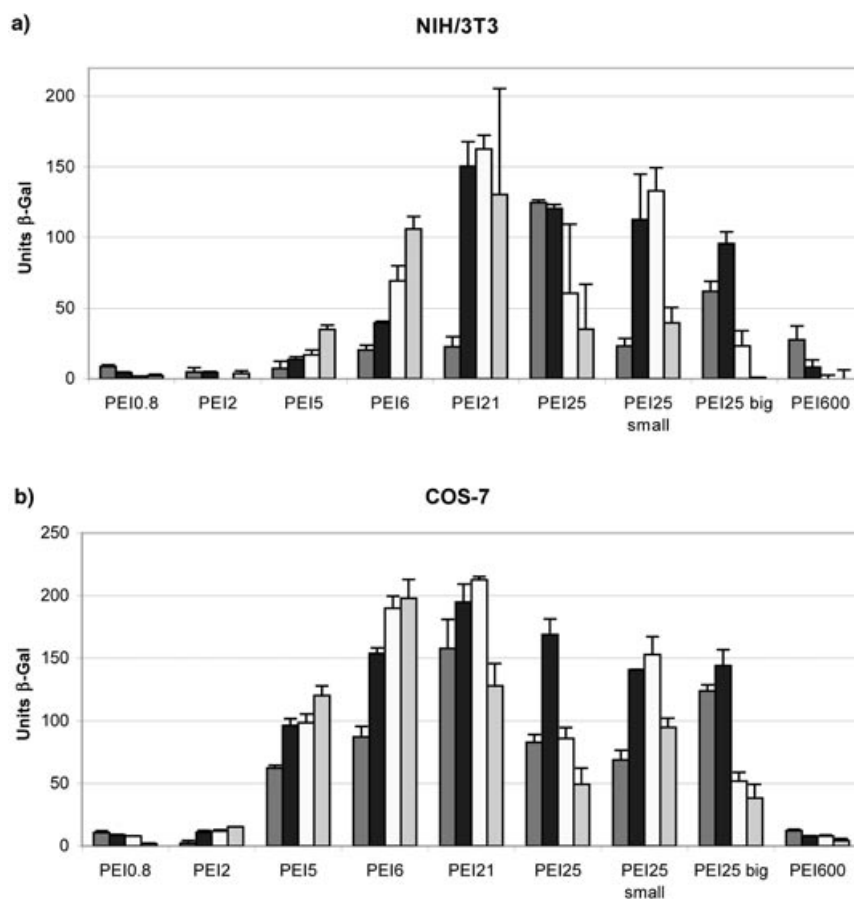 a)
NIH/3T3
Units β-Gal
200
150
100
50
0
PEI0.8 PEI2 PEI5 PEI6 PEI21 PEI25 PEI25 small PEI25 big PEI600
b)
COS-7
Units β-Gal
250
200
150
100
50
0
PEI0.8 PEI2 PEI5 PEI6 PEI21 PEI25 PEI25 small PEI25 big PEI600